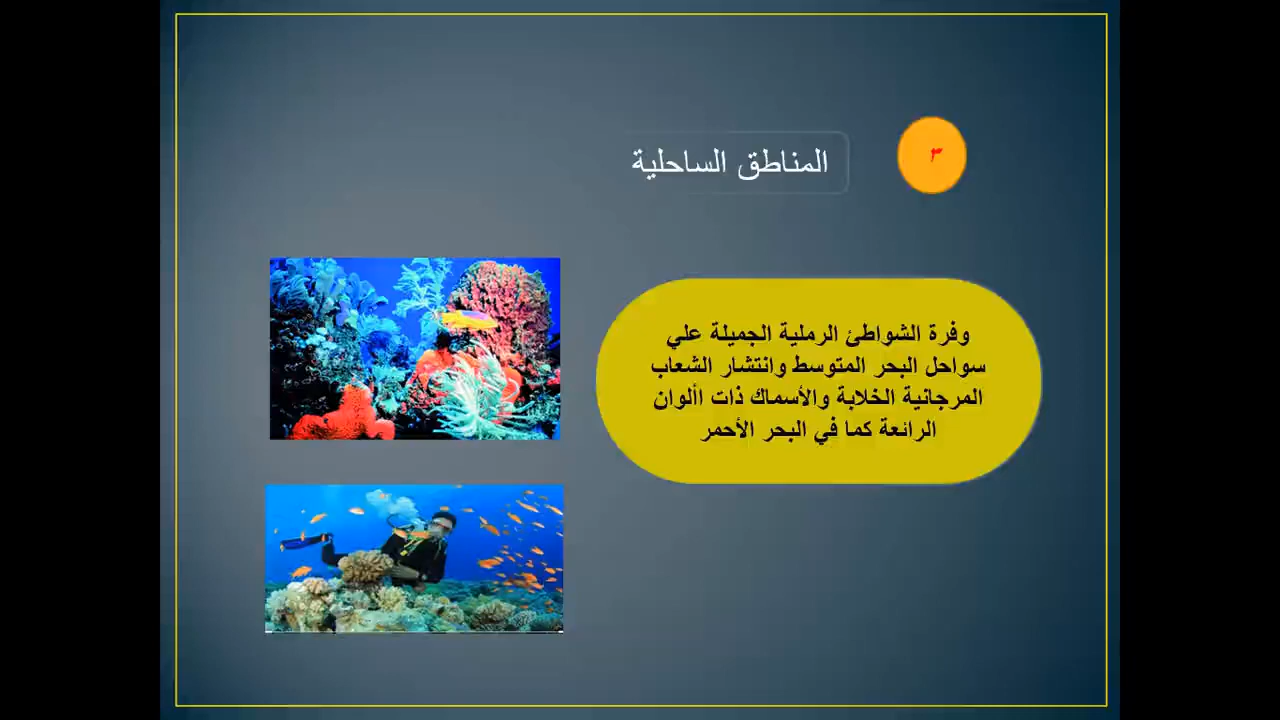 ٣
المناطق الساحلية
وفرة الشواطئ الرملية الجميلة علي
سواحل البحر المتوسط وانتشار الشعاب
المرجانية الخلابة والأسماك ذات األوان
الرائعة كما في البحر الأحمر